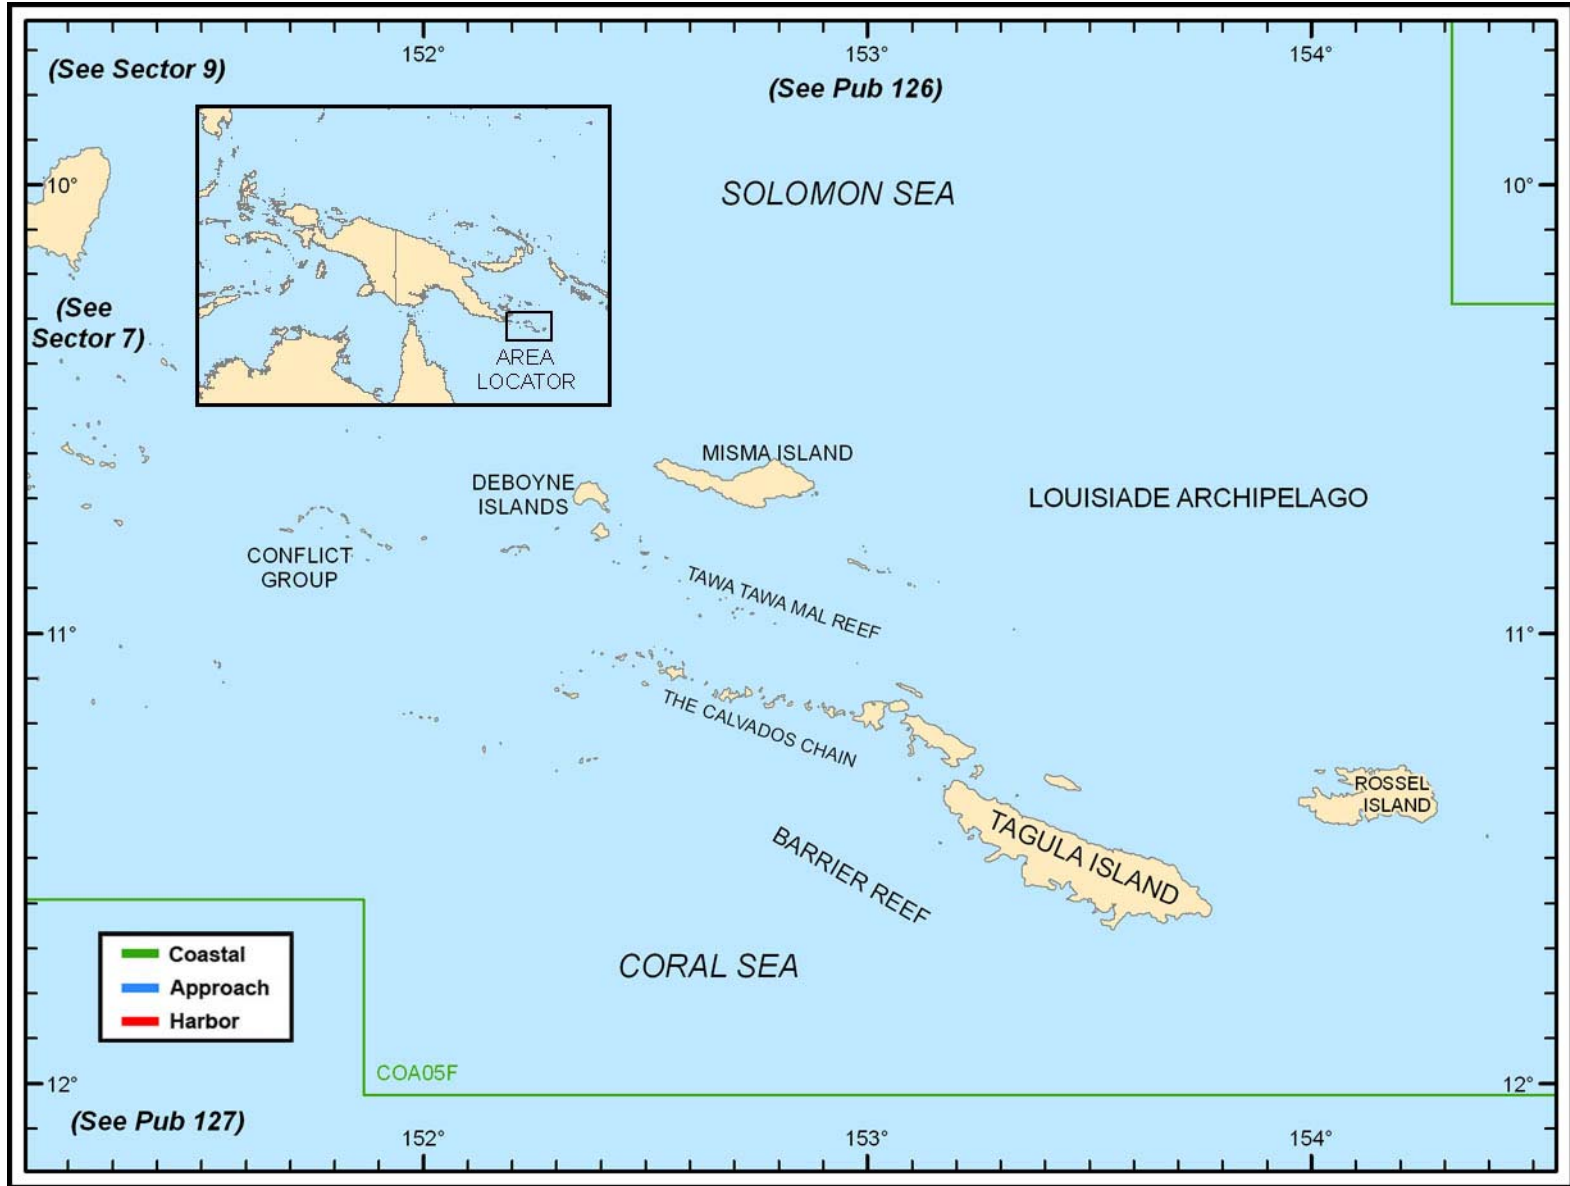 152°
153°
154°
(See Sector 9)
(See Pub 126)
10°
SOLOMON SEA
10°
(See
Sector 7)
AREA
LOCATOR
MISMA ISLAND
DEBOYNE
ISLANDS
LOUISIADE ARCHIPELAGO
CONFLICT
GROUP
TAWA TAWA MAL REEF
11°
11°
THE CALVADOS CHAIN
ROSSEL
ISLAND
TAGULA ISLAND
BARRIER REEF
Coastal
Approach
Harbor
CORAL SEA
COA05F
12°
12°
(See Pub 127)
152°
153°
154°